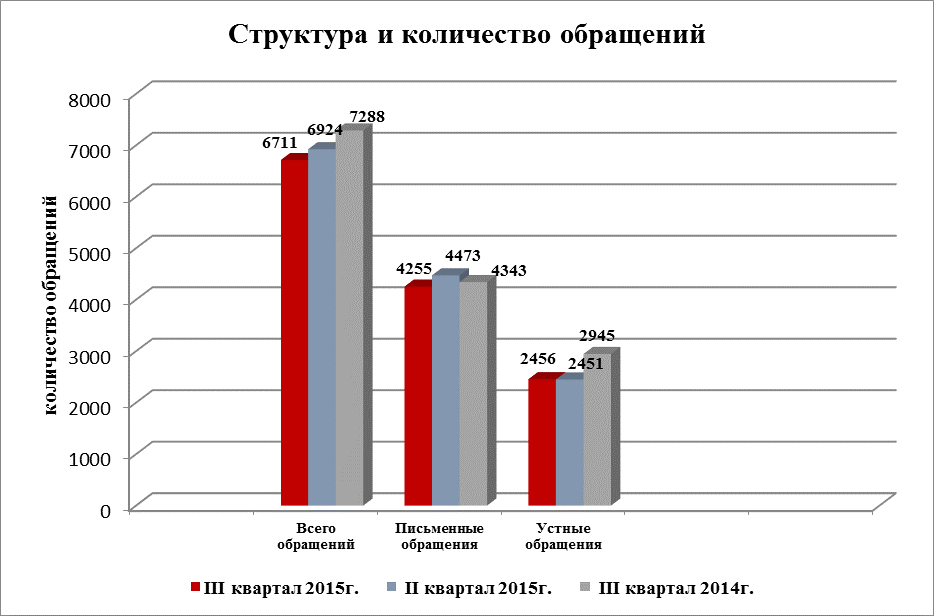 Структура и количество обращений
количество обращений
8000
7000
6000
5000
4000
3000
2000
1000
0
6711
6924
7288
4255
4473
4343
2456
2451
2945
Всего
обращений
Письменные
обращения
Устные
обращения
III квартал 2015г.
II квартал 2015г.
III квартал 2014г.